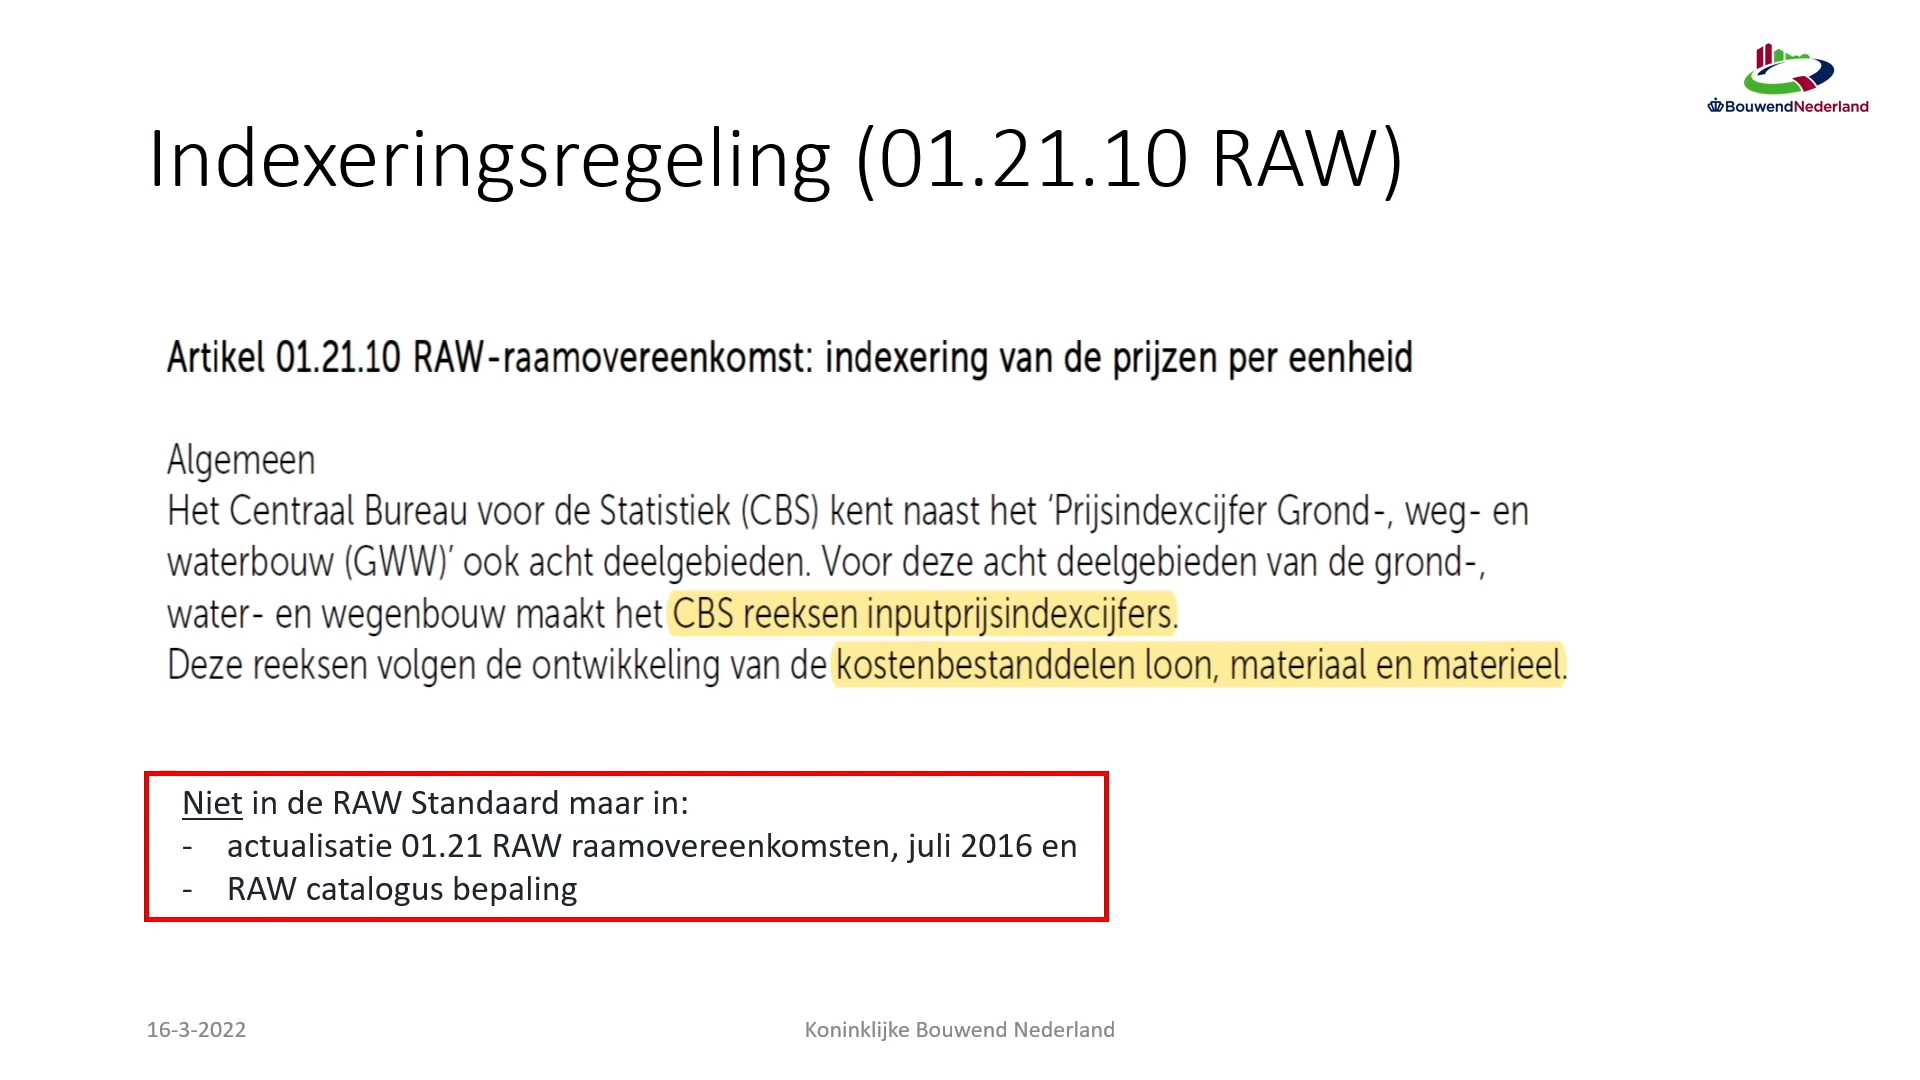 BouwendNederland
Indexeringsregeling (01.21.10 RAW)
Artikel 01.21.10 RAW-raamovereenkomst: indexering van de prijzen per eenheid
Algemeen
Het Centraal Bureau voor de Statistiek (CBS) kent naast het ‘Prijsindexcijfer Grond-, weg- en
waterbouw (GWW)’ ook acht deelgebieden. Voor deze acht deelgebieden van de grond-,
water- en wegenbouw maakt het CBS reeksen inputprijsindexcijfers.
Deze reeksen volgen de ontwikkeling van de kostenbestanddelen loon, materiaal en materieel.
Niet in de RAW Standaard maar in:
- actualisatie 01.21 RAW raamovereenkomsten, juli 2016 en
- RAW catalogus bepaling
16-3-2022
Koninklijke Bouwend Nederland